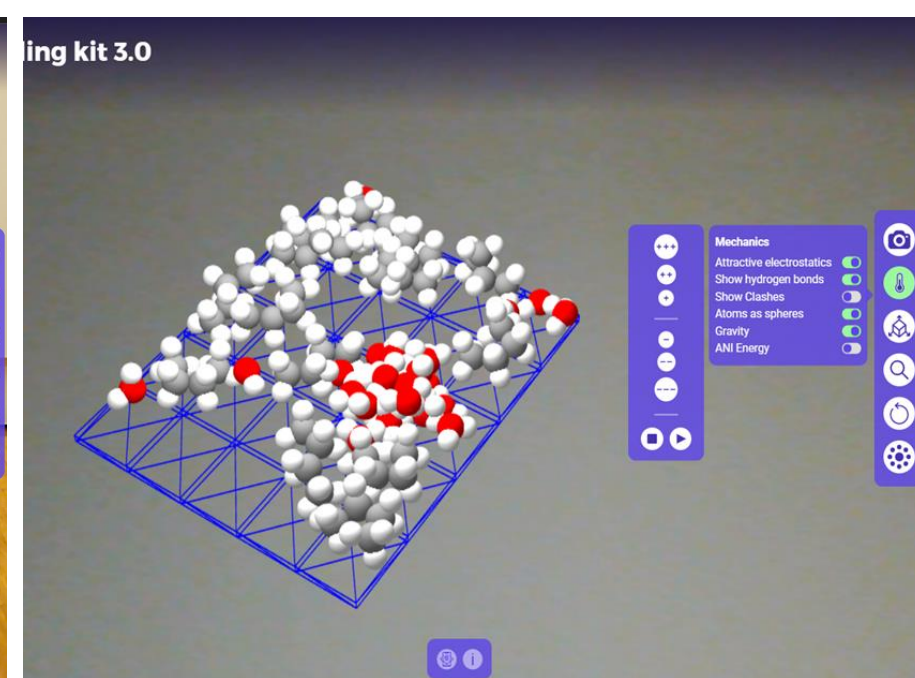 ling kit 3.0
Mechanics
Attractive electrostatics
Show hydrogen bonds
Show Clashes
Atoms as spheres
Gravity
ANI Energy
+++
++
+
-
--
---
i